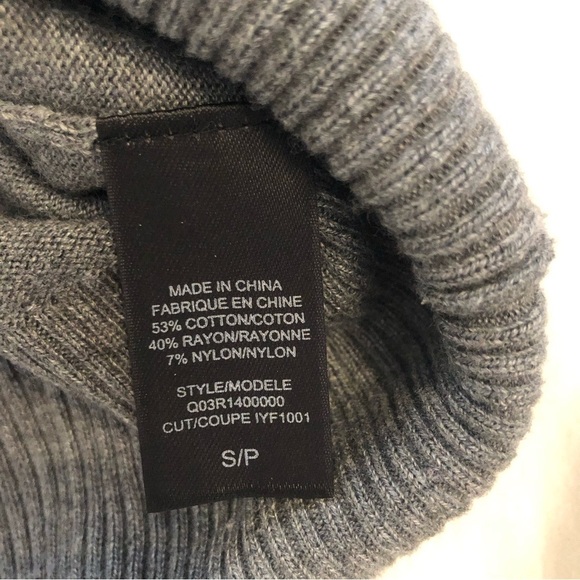 MADE IN CHINA
FABRIQUE EN CHINE
53% COTTON/COTON
40% RAYON/RAYONNE
7% NYLON/NYLON
STYLE/MODELE
Q03R1400000
CUT/COUPE IYF1001
S/P